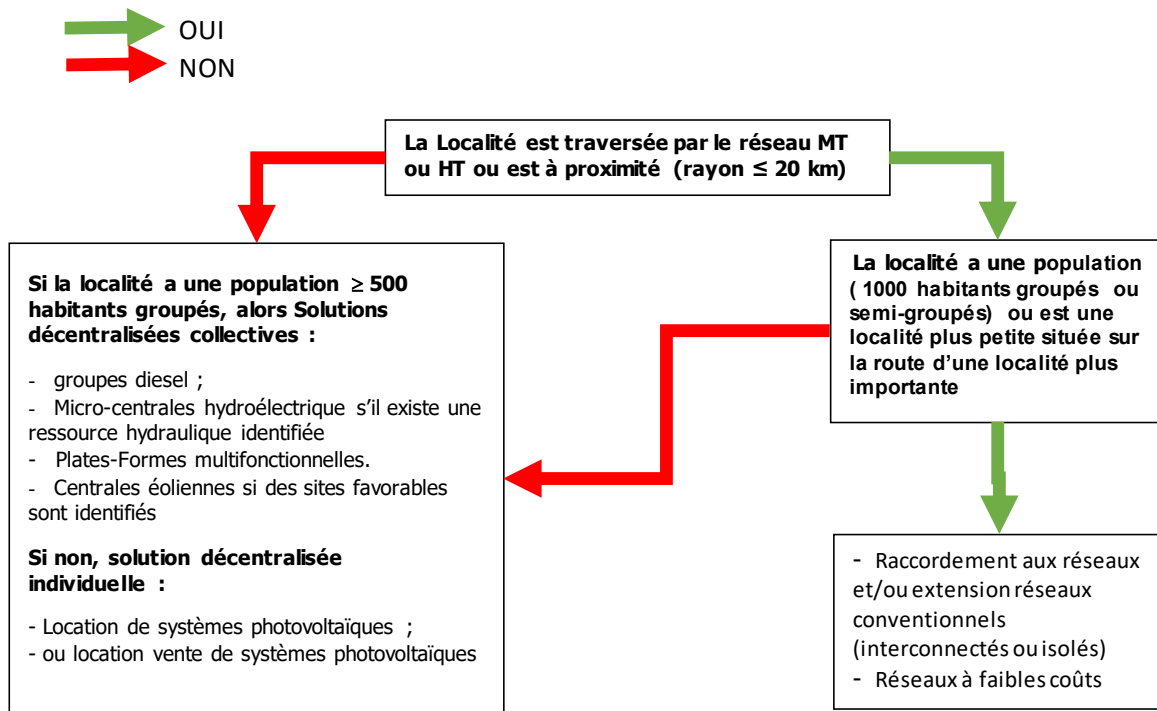 OUI
NON
La Localité est traversée par le réseau MT
ou HT ou est à proximité (rayon ≤ 20 km)
Si la localité a une population ≥ 500
habitants groupés, alors Solutions
décentralisées collectives :
- groupes diesel ;
- Micro-centrales hydroélectrique s'il existe une
ressource hydraulique identifiée
- Plates-Formes multifonctionnelles.
- Centrales éoliennes si des sites favorables
sont identifiés
Si non, solution décentralisée
individuelle :
- Location de systèmes photovoltaïques ;
- ou location vente de systèmes photovoltaïques
La localité a une population
( 1000 habitants groupés ou
semi-groupés) ou est une
localité plus petite située sur
la route d'une localité plus
importante
- Raccordement aux réseaux
et/ou extension réseaux
conventionnels
(interconnectés ou isolés)
- Réseaux à faibles coûts